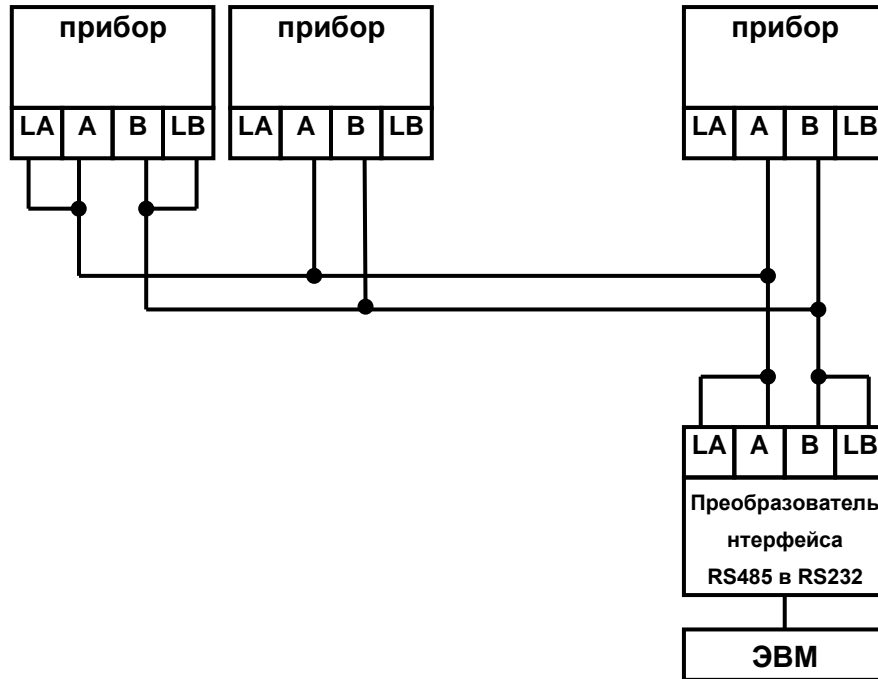 прибор прибор прибор
LA A B LB LA A B LB LA A B LB
LA A B LB
Преобразователь
нтерфейса
RS485 в RS232
ЭВМ